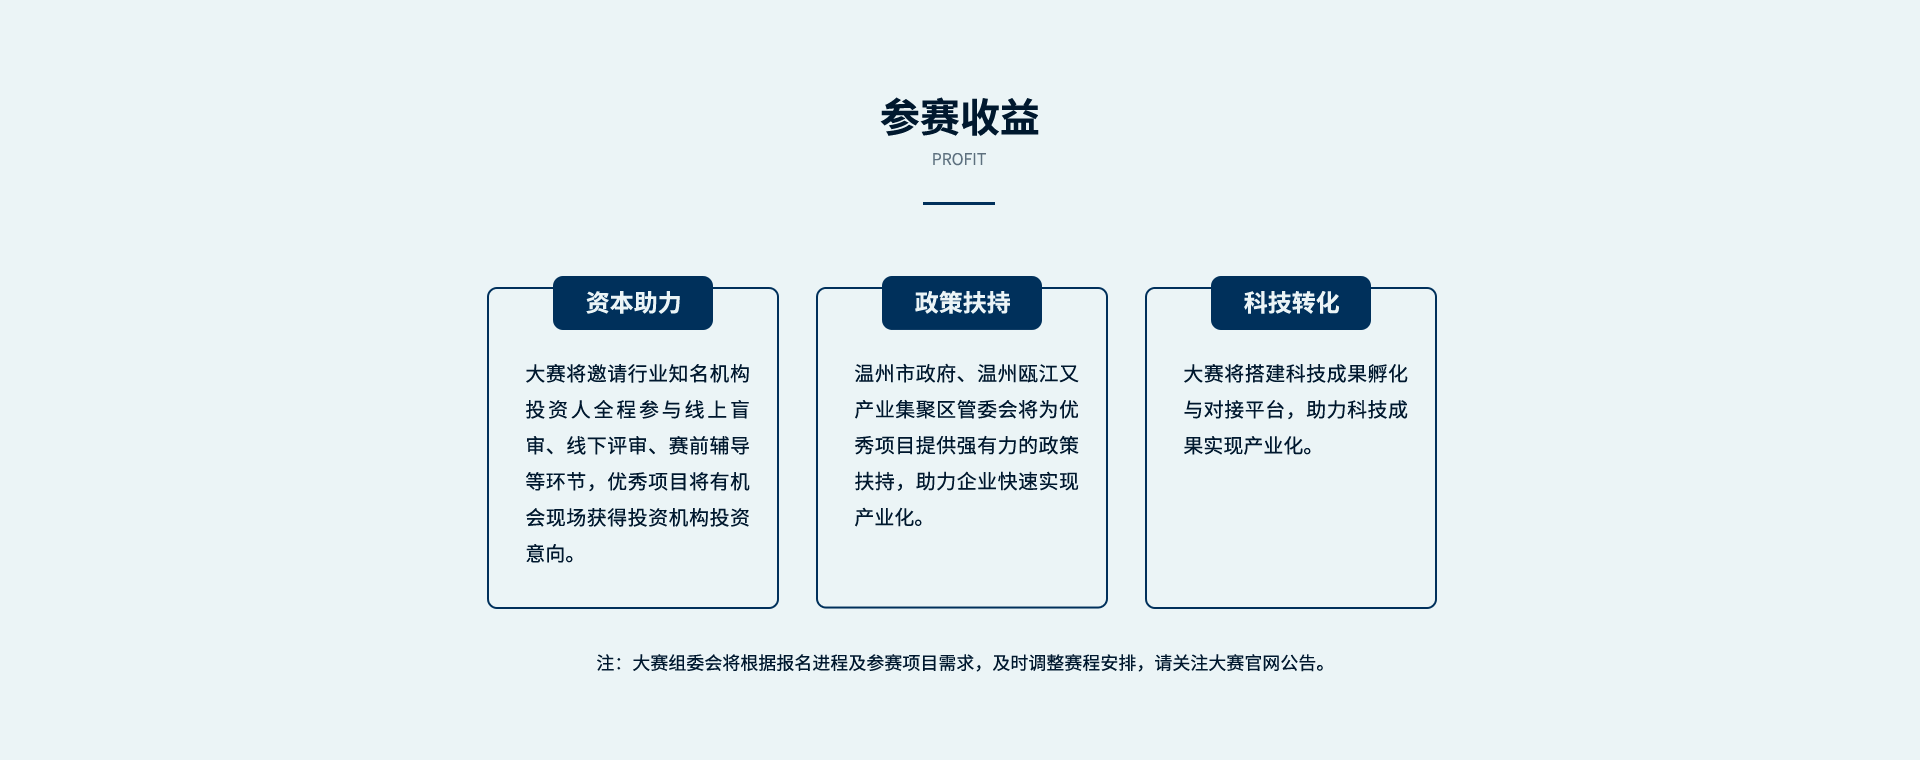 参赛收益
PROFIT
资本助力
大赛将邀请行业知名机构
投资人全程参与线上盲
审、线下评审、赛前辅导
等环节，优秀项目将有机
会现场获得投资机构投资
意向。
政策扶持
温州市政府、温州瓯江又
产业集聚区管委会将为优
秀项目提供强有力的政策
扶持，助力企业快速实现
产业化。
科技转化
大赛将搭建科技成果孵化
与对接平台，助力科技成
果实现产业化。
注：大赛组委会将根据报名进程及参赛项目需求，及时调整赛程安排，请关注大赛官网公告。